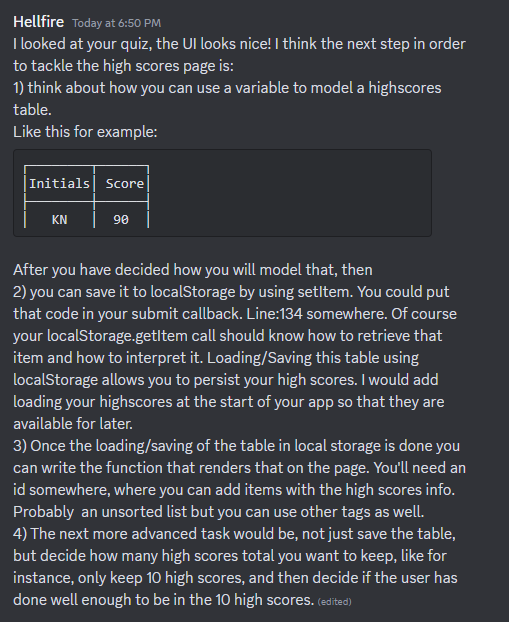 Hellfire Today at 6:50 PM
I looked at your quiz, the UI looks nice! I think the next step in order
to tackle the high scores page is:
1) think about how you can use a variable to model a highscores
table.
Like this for example:
Initials Score
KN 90
After you have decided how you will model that, then
2) you can save it to localStorage by using setItem. You could put
that code in your submit callback. Line:134 somewhere. Of course
your localStorage.getItem call should know how to retrieve that
item and how to interpret it. Loading/Saving this table using
localStorage allows you to persist your high scores. I would add
loading your highscores at the start of your app so that they are
available for later.
3) Once the loading/saving of the table in local storage is done you
can write the function that renders that on the page. You'll need an
id somewhere, where you can add items with the high scores info.
Probably an unsorted list but you can use other tags as well.
4) The next more advanced task would be, not just save the table,
but decide how many high scores total you want to keep, like for
instance, only keep 10 high scores, and then decide if the user has
done well enough to be in the 10 high scores. (edited)